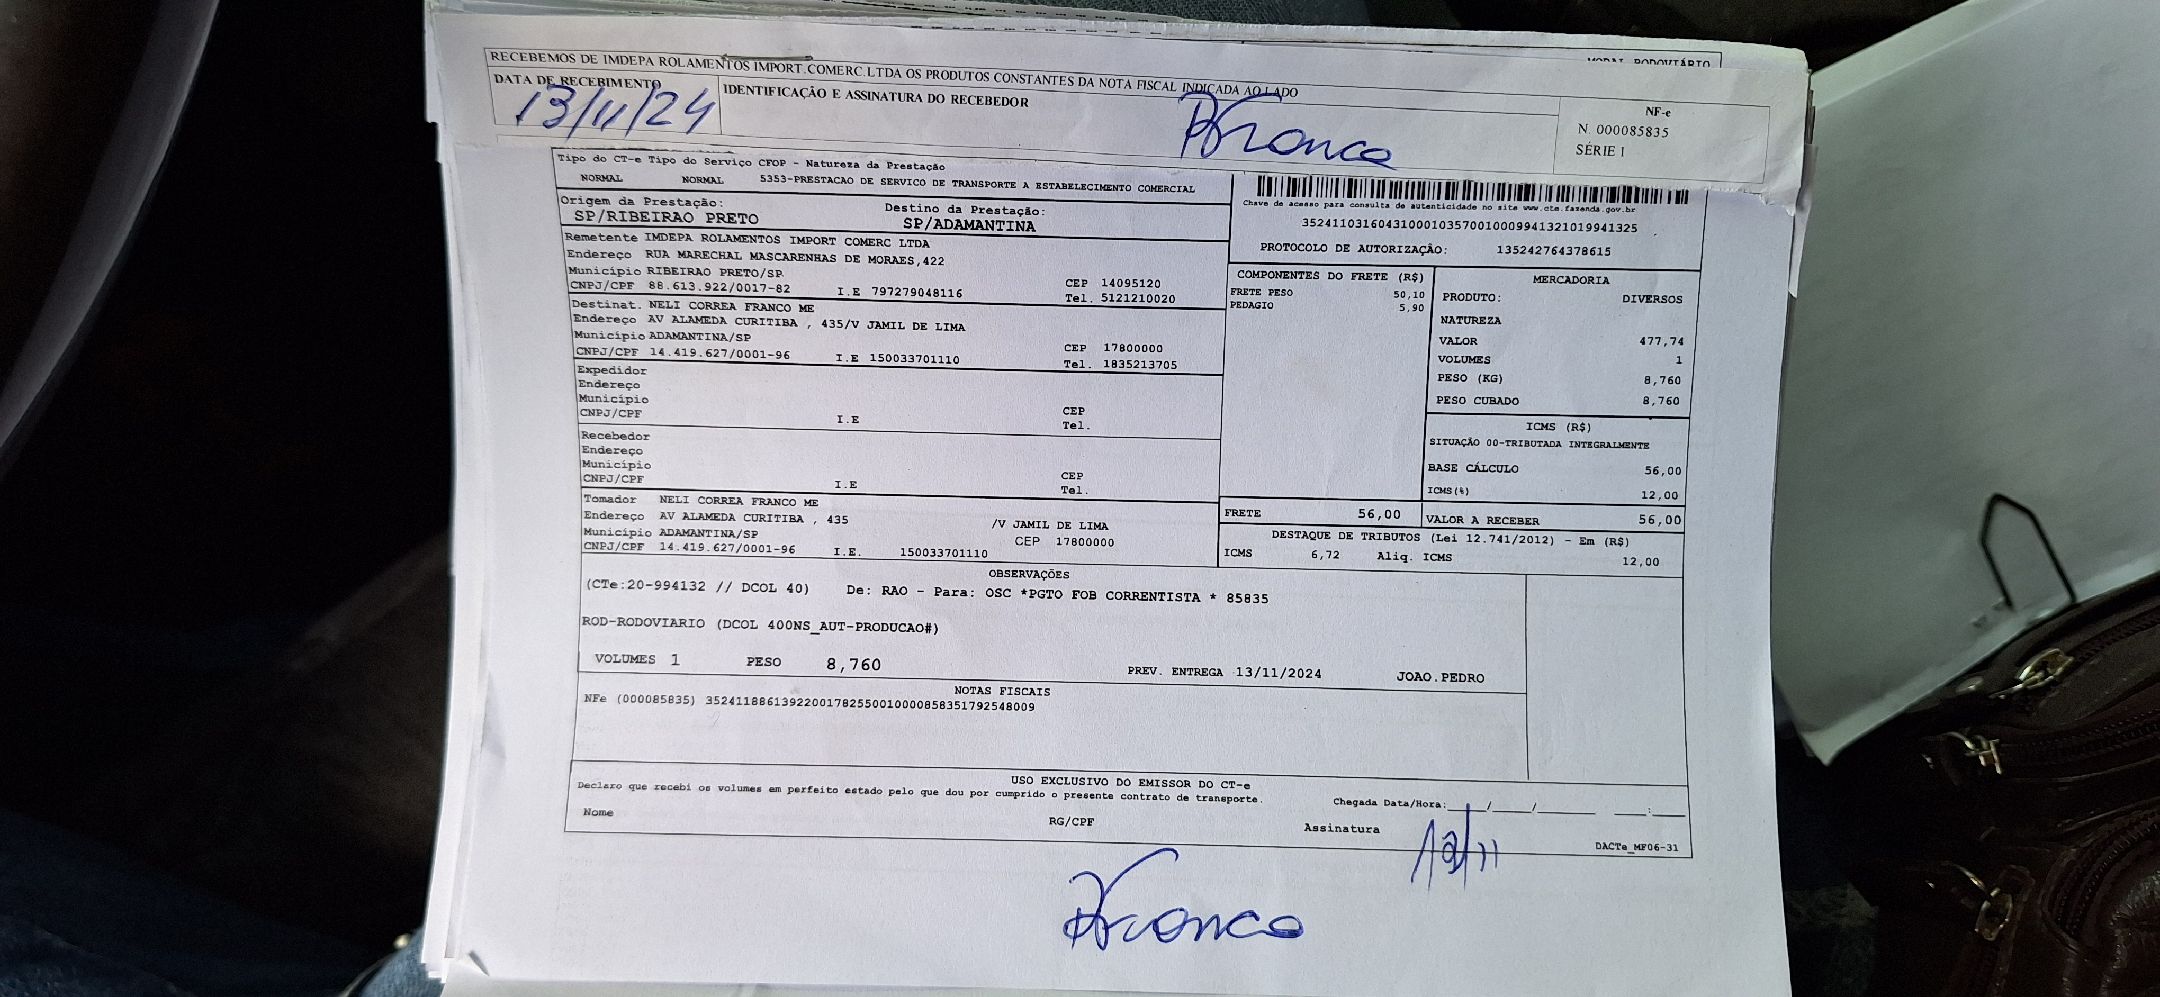 MODAL RODOVIÁRIO
RECEBEMOS DE IMDEPA ROLAMENTOS IMPORT.COMERC.LTDA OS PRODUTOS CONSTANTES DA NOTA FISCAL INDICADA AO LADO
DATA DE RECEBIMENTO IDENTIFICAÇÃO E ASSINATURA DO RECEBEDOR
13/11/24
Franco
NF-e
N. 000085835
SÉRIE 1
Tipo do CT-e Tipo do Serviço CFOP - Natureza da Prestação
NORMAL NORMAL 5353-PRESTACAO DE SERVICO DE TRANSPORTE A ESTABELECIMENTO COMERCIAL
Origem da Prestação: Destino da Prestação:
SP/RIBEIRAO PRETO SP/ADAMANTINA
Chave de acesso para consulta de autenticidade no site www.cte.fazenda.gov.br
35241103160431000103570010009941321019941325
PROTOCOLO DE AUTORIZAÇÃO: 135242764378615
Remetente IMDEPA ROLAMENTOS IMPORT COMERC LTDA
Endereço RUA MARECHAL MASCARENHAS DE MORAES,422
Município RIBEIRAO PRETO/SP CEP 14095120
CNPJ/CPF 88.613.922/0017-82 I.E 797279048116 Tel. 5121210020
Destinat. NELI CORREA FRANCO ME
Endereço AV ALAMEDA CURITIBA , 435/V JAMIL DE LIMA
Município ADAMANTINA/SP CEP 17800000
CNPJ/CPF 14.419.627/0001-96 I.E 150033701110 Tel. 1835213705
Expedidor
Endereço
Município CEP
CNPJ/CPF I.E Tel.
Recebedor
Endereço
Município CEP
CNPJ/CPF I.E Tel.
Tomador NELI CORREA FRANCO ME
Endereço AV ALAMEDA CURITIBA , 435 /V JAMIL DE LIMA
Município ADAMANTINA/SP CEP 17800000
CNPJ/CPF 14.419.627/0001-96 I.E. 150033701110
COMPONENTES DO FRETE (R$)
FRETE PESO 50,10
PEDAGIO 5,90
MERCADORIA
PRODUTO: DIVERSOS
NATUREZA
VALOR 477,74
VOLUMES 1
PESO (KG) 8,760
PESO CUBADO 8,760
ICMS (R$)
SITUAÇÃO 00-TRIBUTADA INTEGRALMENTE
BASE CÁLCULO 56,00
ICMS(%) 12,00
FRETE 56,00 VALOR A RECEBER 56,00
DESTAQUE DE TRIBUTOS (Lei 12.741/2012) - Em (R$)
ICMS 6,72 Aliq. ICMS 12,00
OBSERVAÇÕES
(CTe:20-994132 // DCOL 40) De: RAO - Para: OSC *PGTO FOB CORRENTISTA * 85835
ROD-RODOVIARIO (DCOL 400NS_AUT-PRODUCAO#)
VOLUMES 1 PESO 8,760 PREV. ENTREGA 13/11/2024 JOAO.PEDRO
NOTAS FISCAIS
NFe (000085835) 35241188613922001782550010000858351792548009
USO EXCLUSIVO DO EMISSOR DO CT-e
Declaro que recebi os volumes em perfeito estado pelo que dou por cumprido o presente contrato de transporte. Chegada Data/Hora:____/____/______ ___:___
Nome RG/CPF Assinatura
13/11
DACTe_MF06-31
Franco